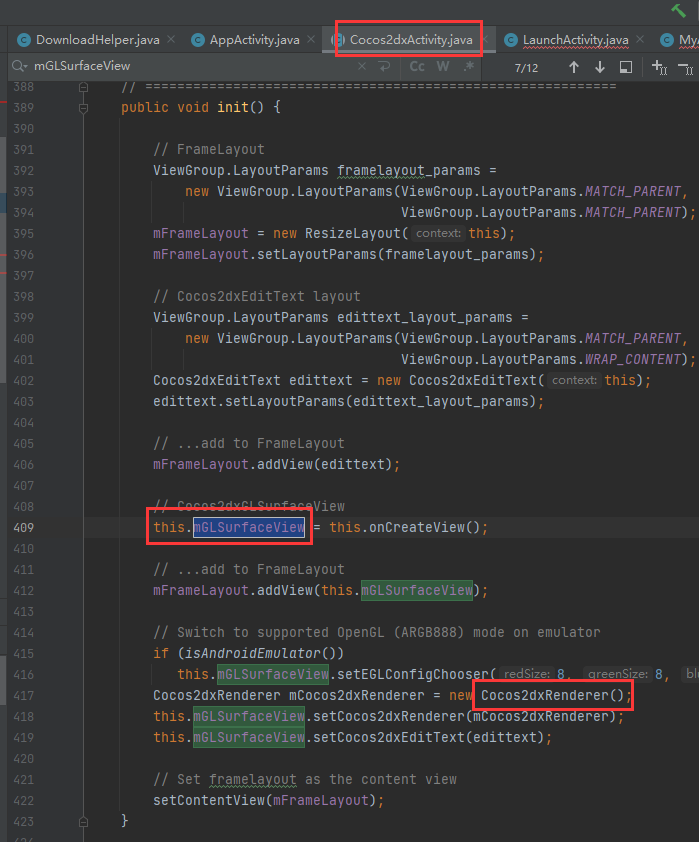 DownloadHelper.java × AppActivity.java × Cocos2dxActivity.java × LaunchActivity.java ×
mGLSurfaceView × Cc W .* 7/12
388 // ============================================================
389 public void init() {
390
391 // FrameLayout
392 ViewGroup.LayoutParams framelayout_params =
393 new ViewGroup.LayoutParams(ViewGroup.LayoutParams.MATCH_PARENT,
394 ViewGroup.LayoutParams.MATCH_PARENT);
395 mFrameLayout = new ResizeLayout( context: this);
396 mFrameLayout.setLayoutParams(framelayout_params);
397
398 // Cocos2dxEditText layout
399 ViewGroup.LayoutParams edittext_layout_params =
400 new ViewGroup.LayoutParams(ViewGroup.LayoutParams.MATCH_PARENT,
401 ViewGroup.LayoutParams.WRAP_CONTENT);
402 Cocos2dxEditText edittext = new Cocos2dxEditText( context: this);
403 edittext.setLayoutParams(edittext_layout_params);
404
405 // ...add to FrameLayout
406 mFrameLayout.addView(edittext);
407
408 // Cocos2dxGLSurfaceView
409 this.mGLSurfaceView = this.onCreateView();
410
411 // ...add to FrameLayout
412 mFrameLayout.addView(this.mGLSurfaceView);
413
414 // Switch to supported OpenGL (ARGB888) mode on emulator
415 if (isAndroidEmulator())
416 this.mGLSurfaceView.setEGLConfigChooser( redSize: 8, greenSize: 8,
417 Cocos2dxRenderer mCocos2dxRenderer = new Cocos2dxRenderer();
418 this.mGLSurfaceView.setCocos2dxRenderer(mCocos2dxRenderer);
419 this.mGLSurfaceView.setCocos2dxEditText(edittext);
420
421 // Set framelayout as the content view
422 setContentView(mFrameLayout);
423 }